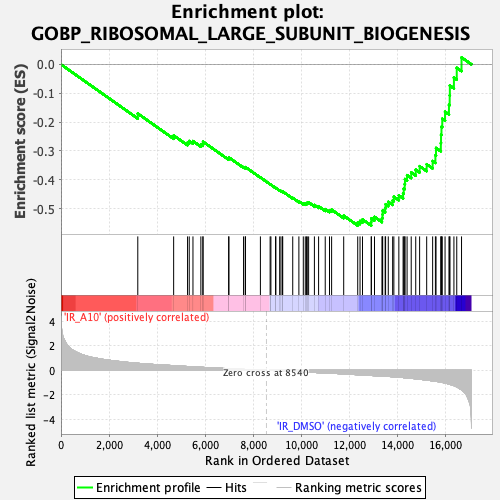 Enrichment plot:
GOBP_RIBOSOMAL_LARGE_SUBUNIT_BIOGENESIS
Enrichment score (ES)
0.0
-0.1
-0.2
-0.3
-0.4
-0.5
'IR_A10' (positively correlated)
Ranked list metric (Signal2Noise)
4
2
0
-2
-4
Zero cross at 8540
'IR_DMSO' (negatively correlated)
0
2,000
4,000
6,000
8,000
10,000
12,000
14,000
16,000
Rank in Ordered Dataset
Enrichment profile
Hits
Ranking metric scores